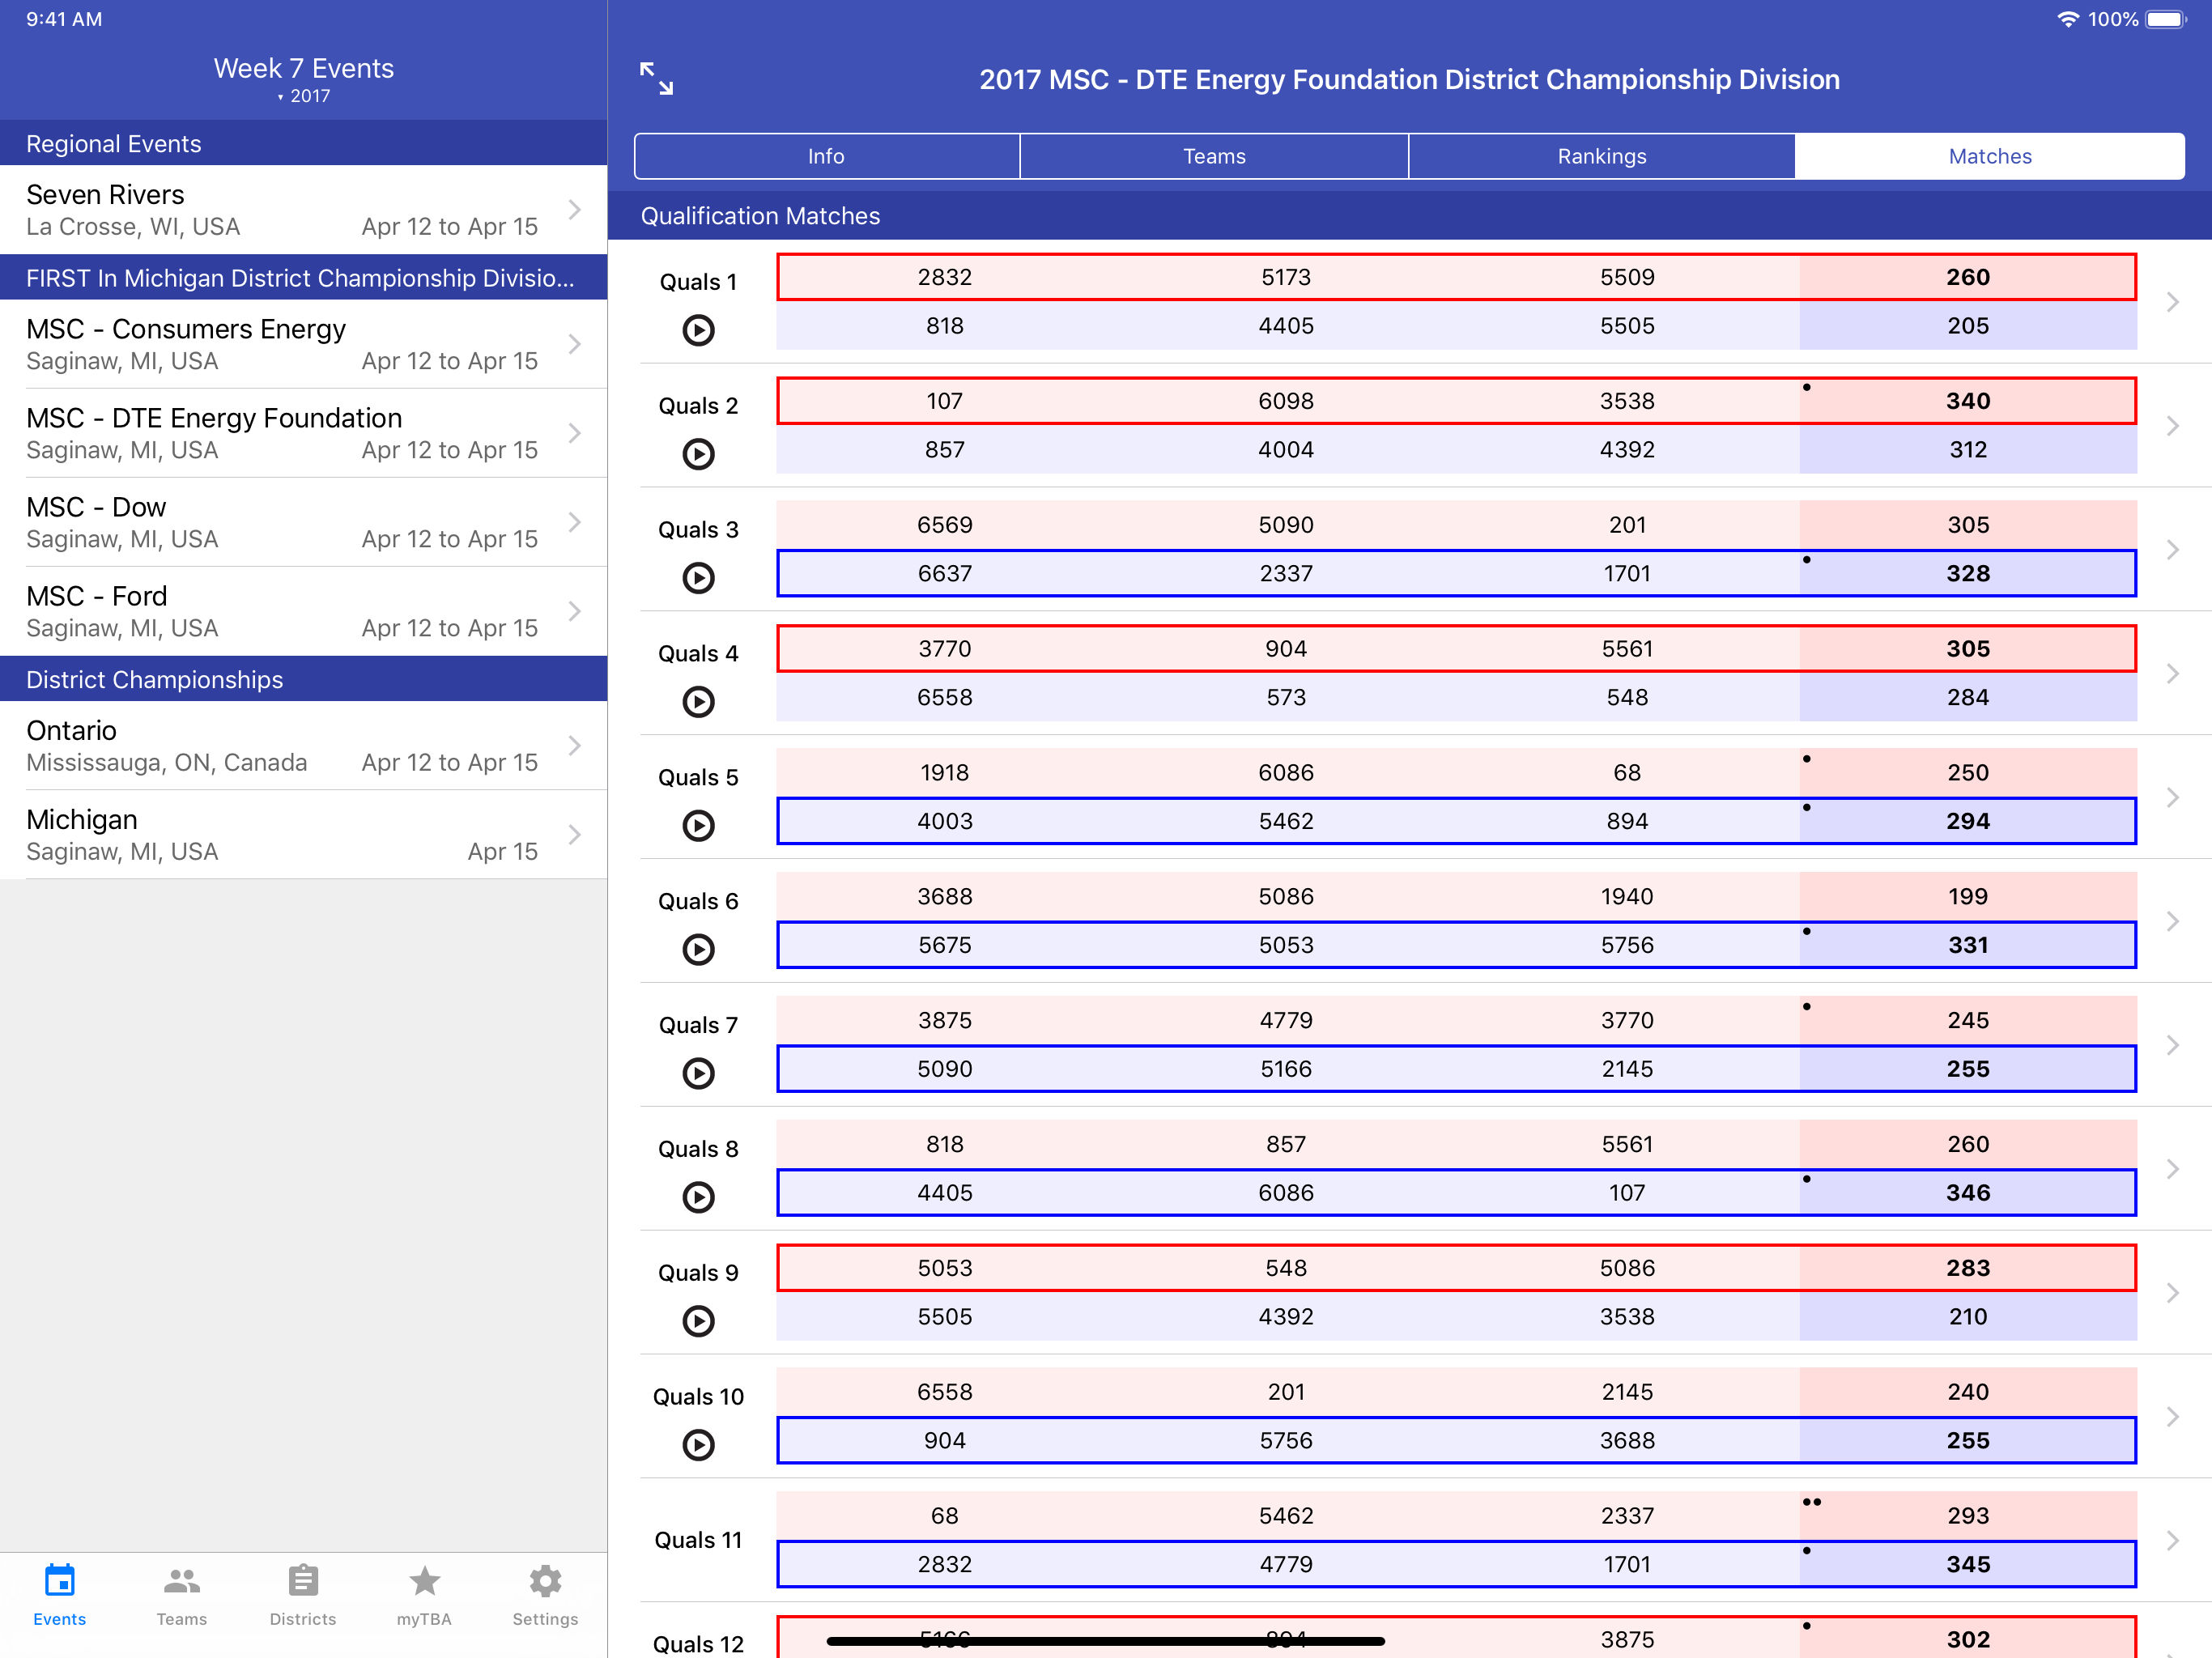 9:41 AM
100%
Week 7 Events
▾ 2017
Regional Events
Seven Rivers
La Crosse, WI, USA Apr 12 to Apr 15
FIRST In Michigan District Championship Divisio...
MSC - Consumers Energy
Saginaw, MI, USA Apr 12 to Apr 15
MSC - DTE Energy Foundation
Saginaw, MI, USA Apr 12 to Apr 15
MSC - Dow
Saginaw, MI, USA Apr 12 to Apr 15
MSC - Ford
Saginaw, MI, USA Apr 12 to Apr 15
District Championships
Ontario
Mississauga, ON, Canada Apr 12 to Apr 15
Michigan
Saginaw, MI, USA Apr 15
Events Teams Districts myTBA Settings
2017 MSC - DTE Energy Foundation District Championship Division
Info Teams Rankings Matches
Qualification Matches
Quals 1
2832 5173 5509 260
818 4405 5505 205
Quals 2
107 6098 3538 340
857 4004 4392 312
Quals 3
6569 5090 201 305
6637 2337 1701 328
Quals 4
3770 904 5561 305
6558 573 548 284
Quals 5
1918 6086 68 250
4003 5462 894 294
Quals 6
3688 5086 1940 199
5675 5053 5756 331
Quals 7
3875 4779 3770 245
5090 5166 2145 255
Quals 8
818 857 5561 260
4405 6086 107 346
Quals 9
5053 548 5086 283
5505 4392 3538 210
Quals 10
6558 201 2145 240
904 5756 3688 255
Quals 11
68 5462 2337 293
2832 4779 1701 345
Quals 12
3875 302